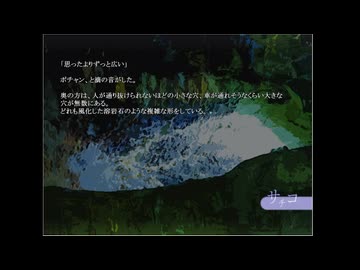 「思ったよりずっと広い」
ポチャン、と滴の音がした。
奥の方は、人が通り抜けられないほどの小さな穴、車が通れそうなくらい大きな
穴が無数にある。
どれも風化した溶岩石のような複雑な形をしている。
サチコ